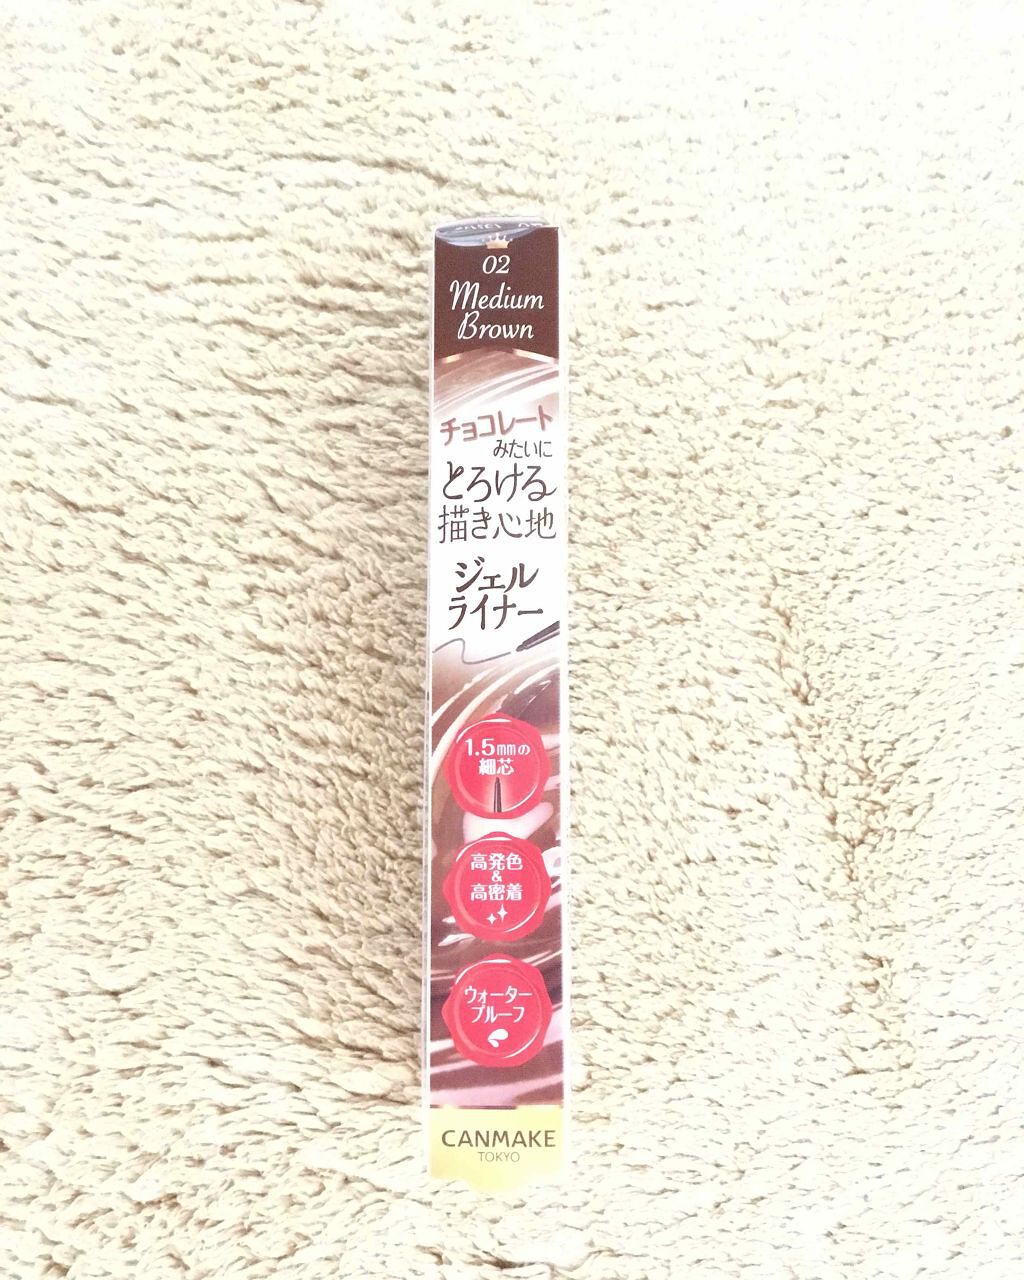 02
Medium
Brown
チョコレート
みたいに
とろける
描き心地
ジェル
ライナー
1.5mmの
細芯
高発色
&
高密着
ウォーター
プルーフ
CANMAKE
TOKYO